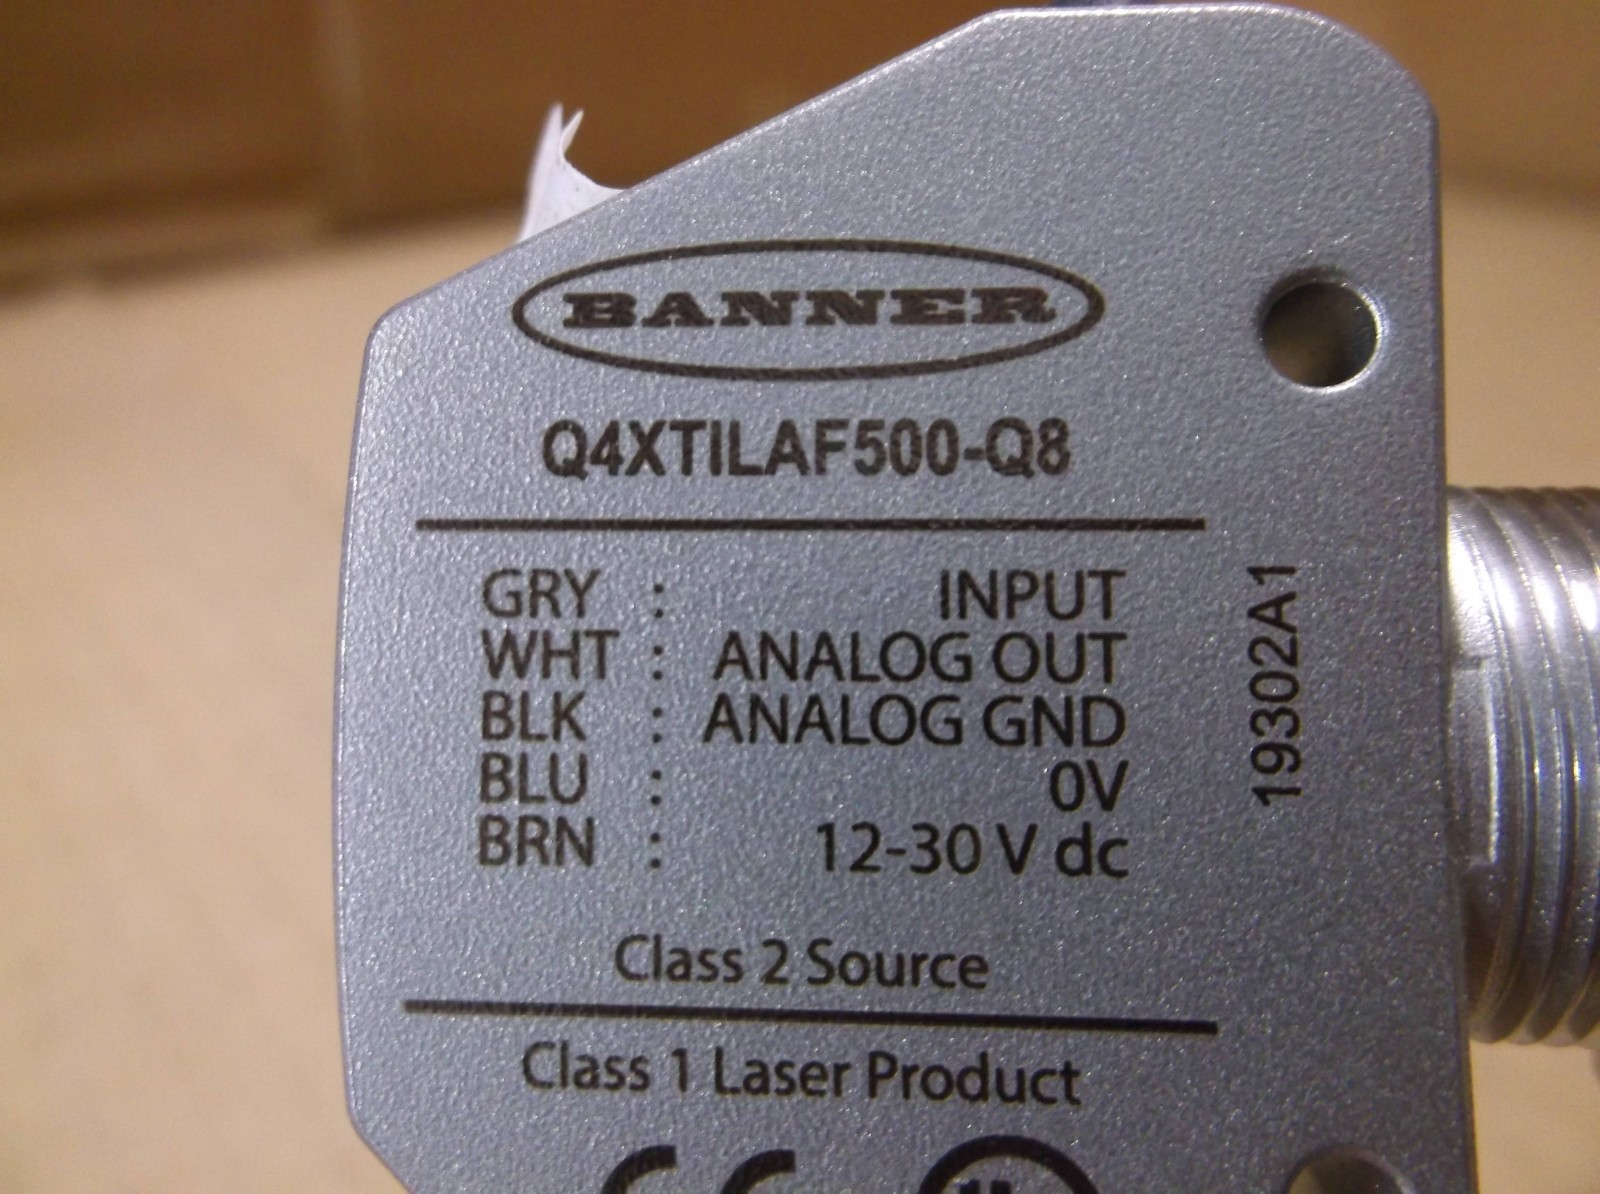 BANNER
Q4XTILAF500-Q8
GRY : INPUT
WHT : ANALOG OUT
BLK : ANALOG GND
BLU : 0V
BRN : 12-30 V dc
19302A1
Class 2 Source
Class 1 Laser Product
CE